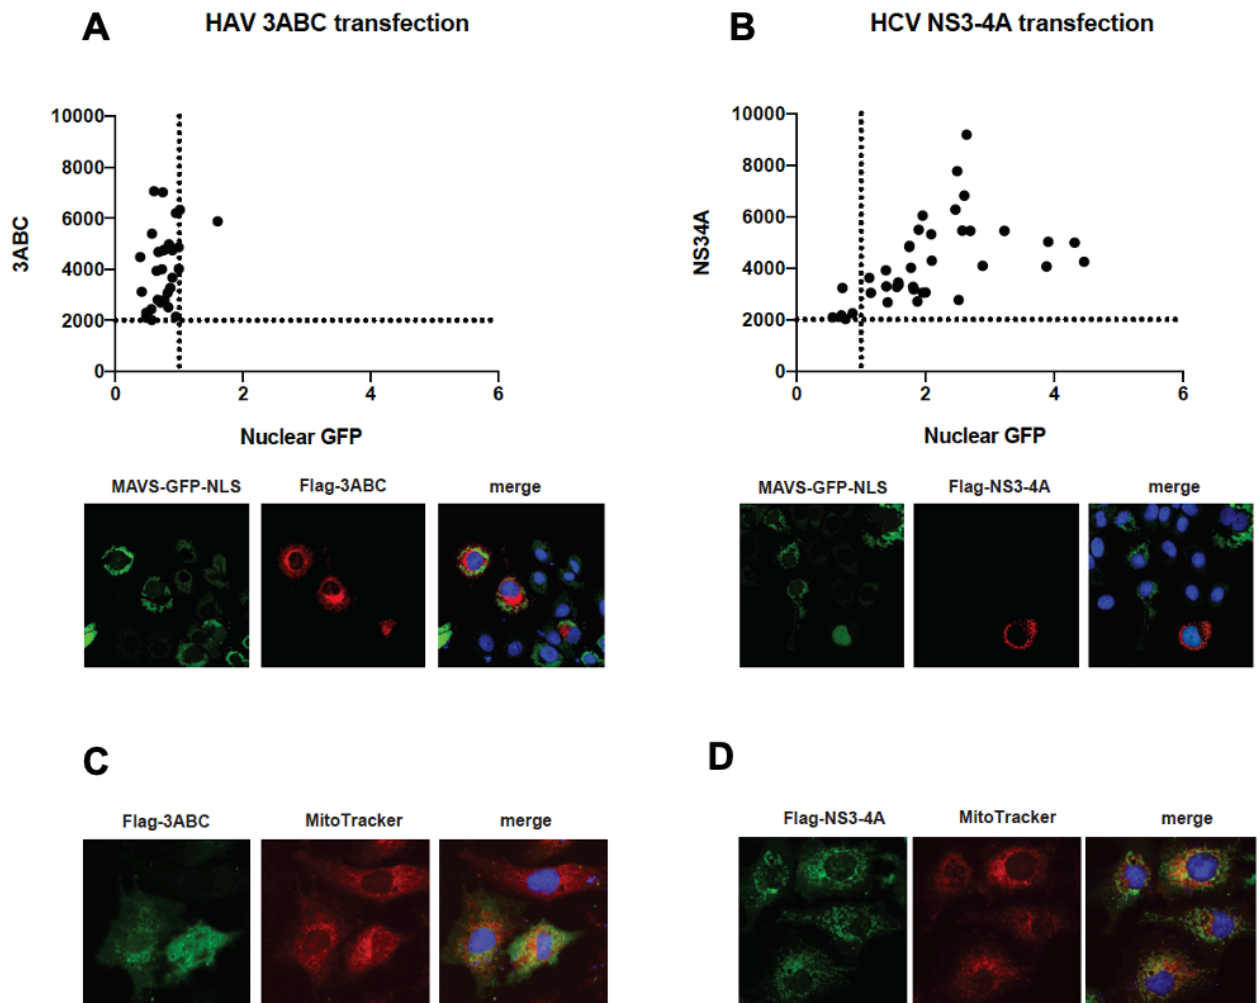 A
HAV 3ABC transfection
10000
8000
6000
4000
2000
0
3ABC
0
2
4
6
Nuclear GFP
MAVS-GFP-NLS
Flag-3ABC
merge
B
HCV NS3-4A transfection
10000
8000
6000
4000
2000
0
NS34A
0
2
4
6
Nuclear GFP
MAVS-GFP-NLS
Flag-NS3-4A
merge
C
Flag-3ABC
MitoTracker
merge
D
Flag-NS3-4A
MitoTracker
merge